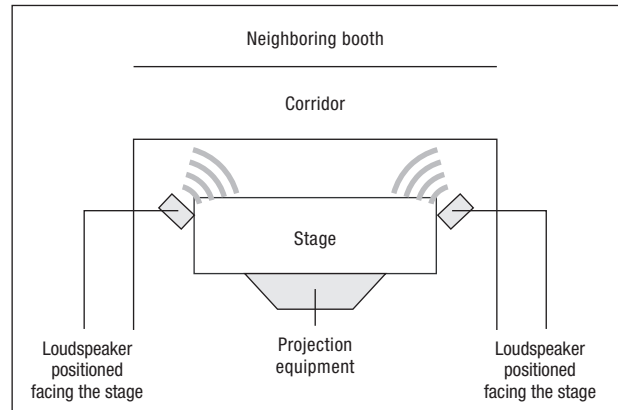 Neighboring booth
Corridor
Stage
Projection
equipment
Loudspeaker
positioned
facing the stage
Loudspeaker
positioned
facing the stage